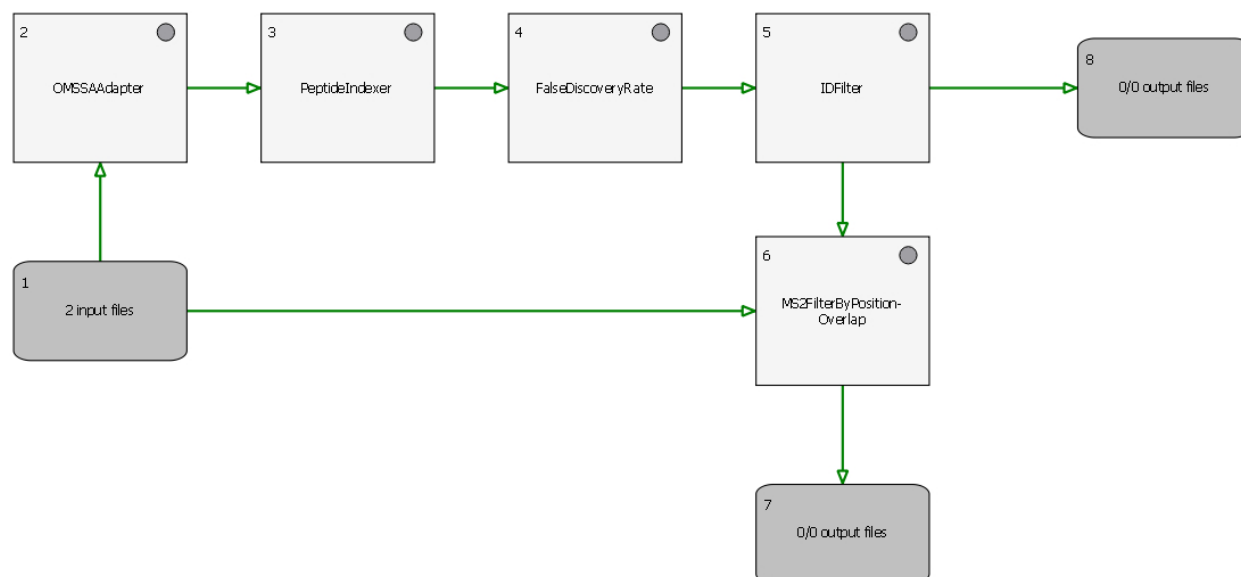 2
OMSSAAdapter
3
PeptideIndexer
4
FalseDiscoveryRate
5
IDFilter
8
0/0 output files
1
2 input files
6
MS2FilterByPosition-
Overlap
7
0/0 output files